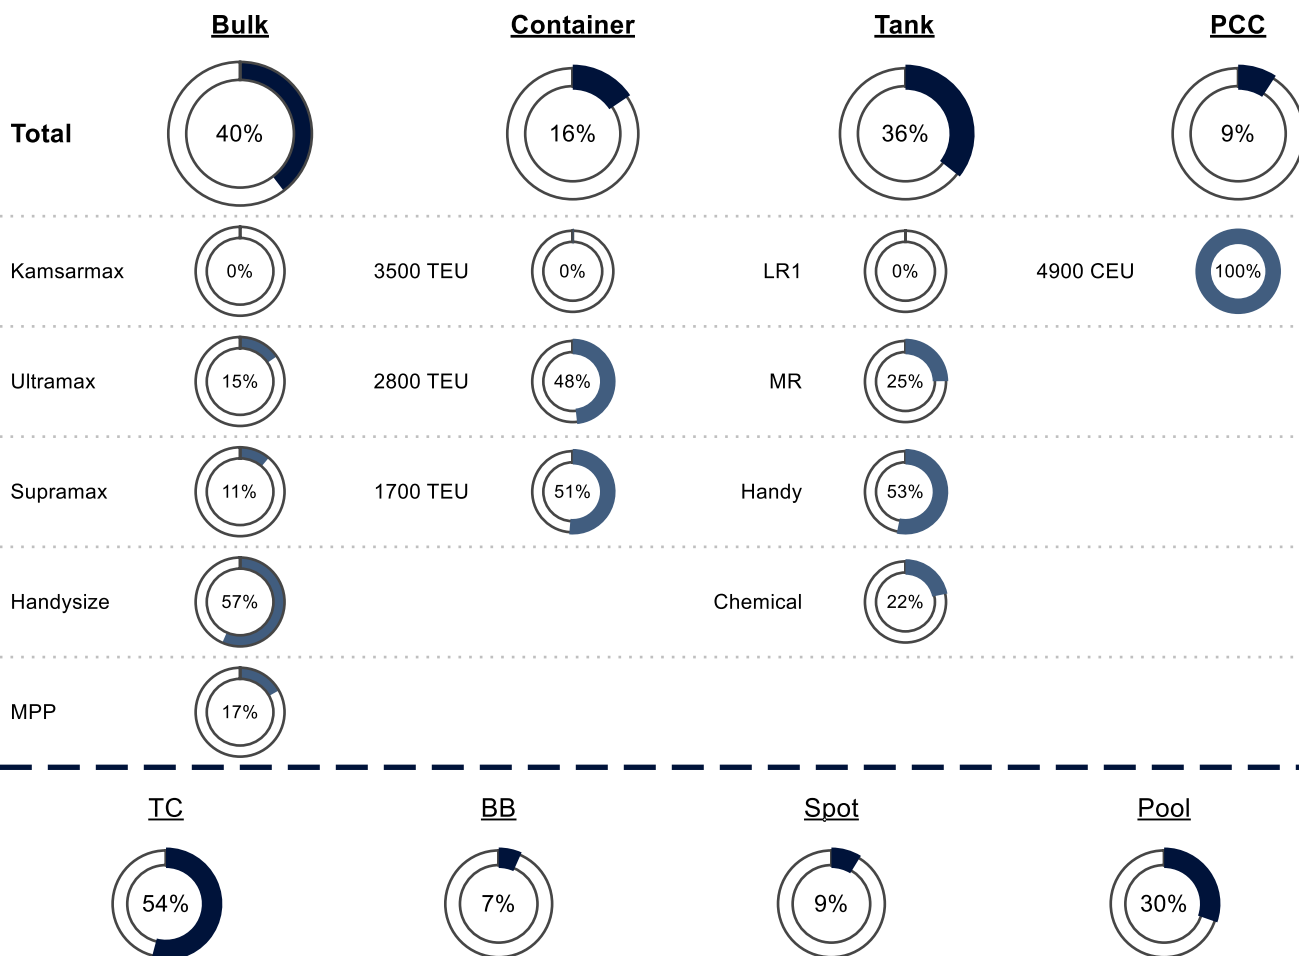 Bulk Container Tank PCC
Total 40% 16% 36% 9%
Kamsarmax 0% 3500 TEU 0% LR1 0% 4900 CEU 100%
Ultramax 15% 2800 TEU 48% MR 25%
Supramax 11% 1700 TEU 51% Handy 53%
Handysize 57% Chemical 22%
MPP 17%
TC BB Spot Pool
54% 7% 9% 30%